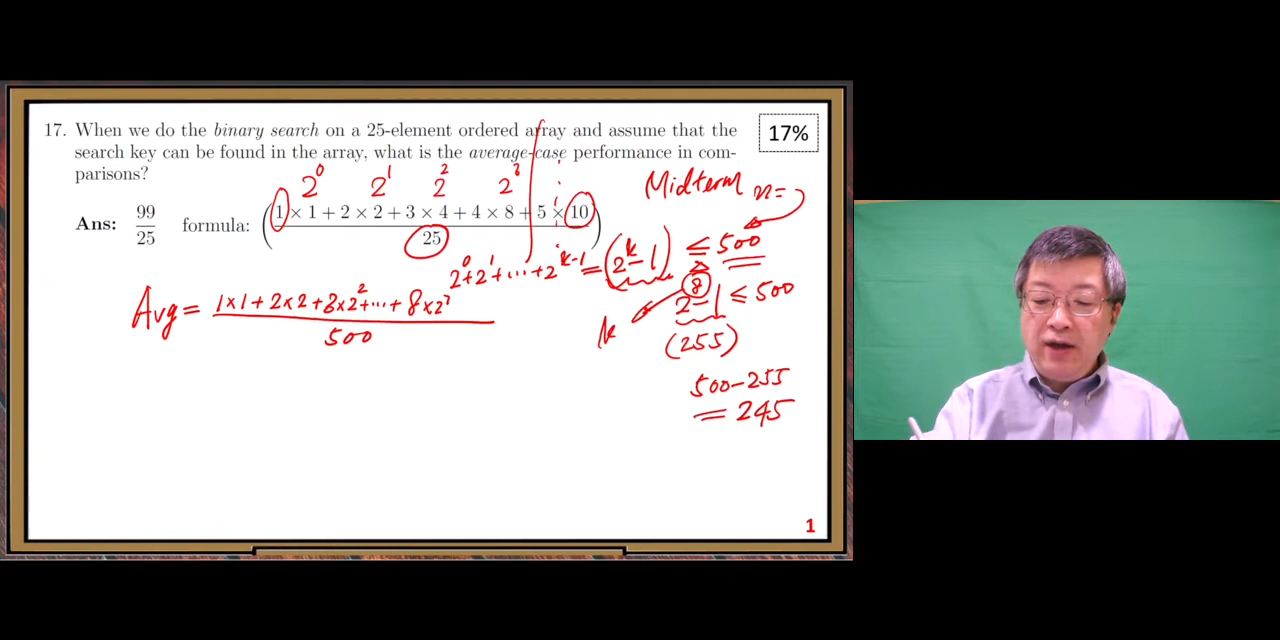 17. When we do the binary search on a 25-element ordered array and assume that the
search key can be found in the array, what is the average-case performance in com-
parisons?
17%
2^0 2^1 2^2 2^3
Midterm n=
Ans: 99/25 formula: ( (1 × 1 + 2 × 2 + 3 × 4 + 4 × 8 + 5 × 10) / 25 )
2^0+2^1+...+2^{k-1} = (2^k - 1) ≤ 500
2^8 - 1 ≤ 500
k (255)
Avg = (1×1+2×2+3×2^2+...+8×2^7) / 500
500-255
= 245
1